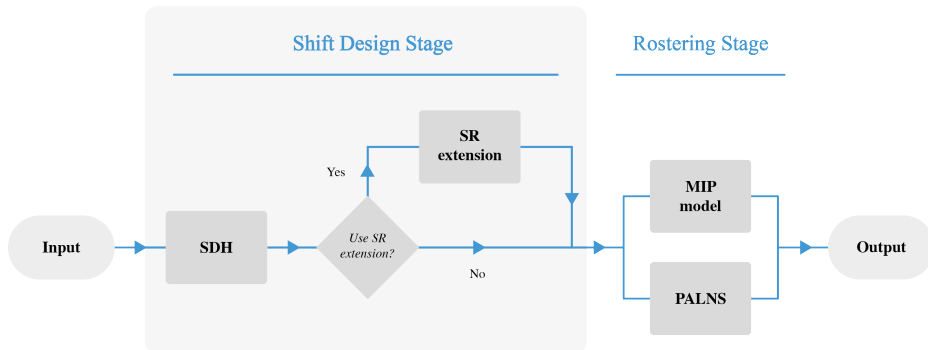 Shift Design Stage
Rostering Stage
SR
extension
Yes
MIP
model
Input
SDH
Use SR
extension?
No
PALNS
Output